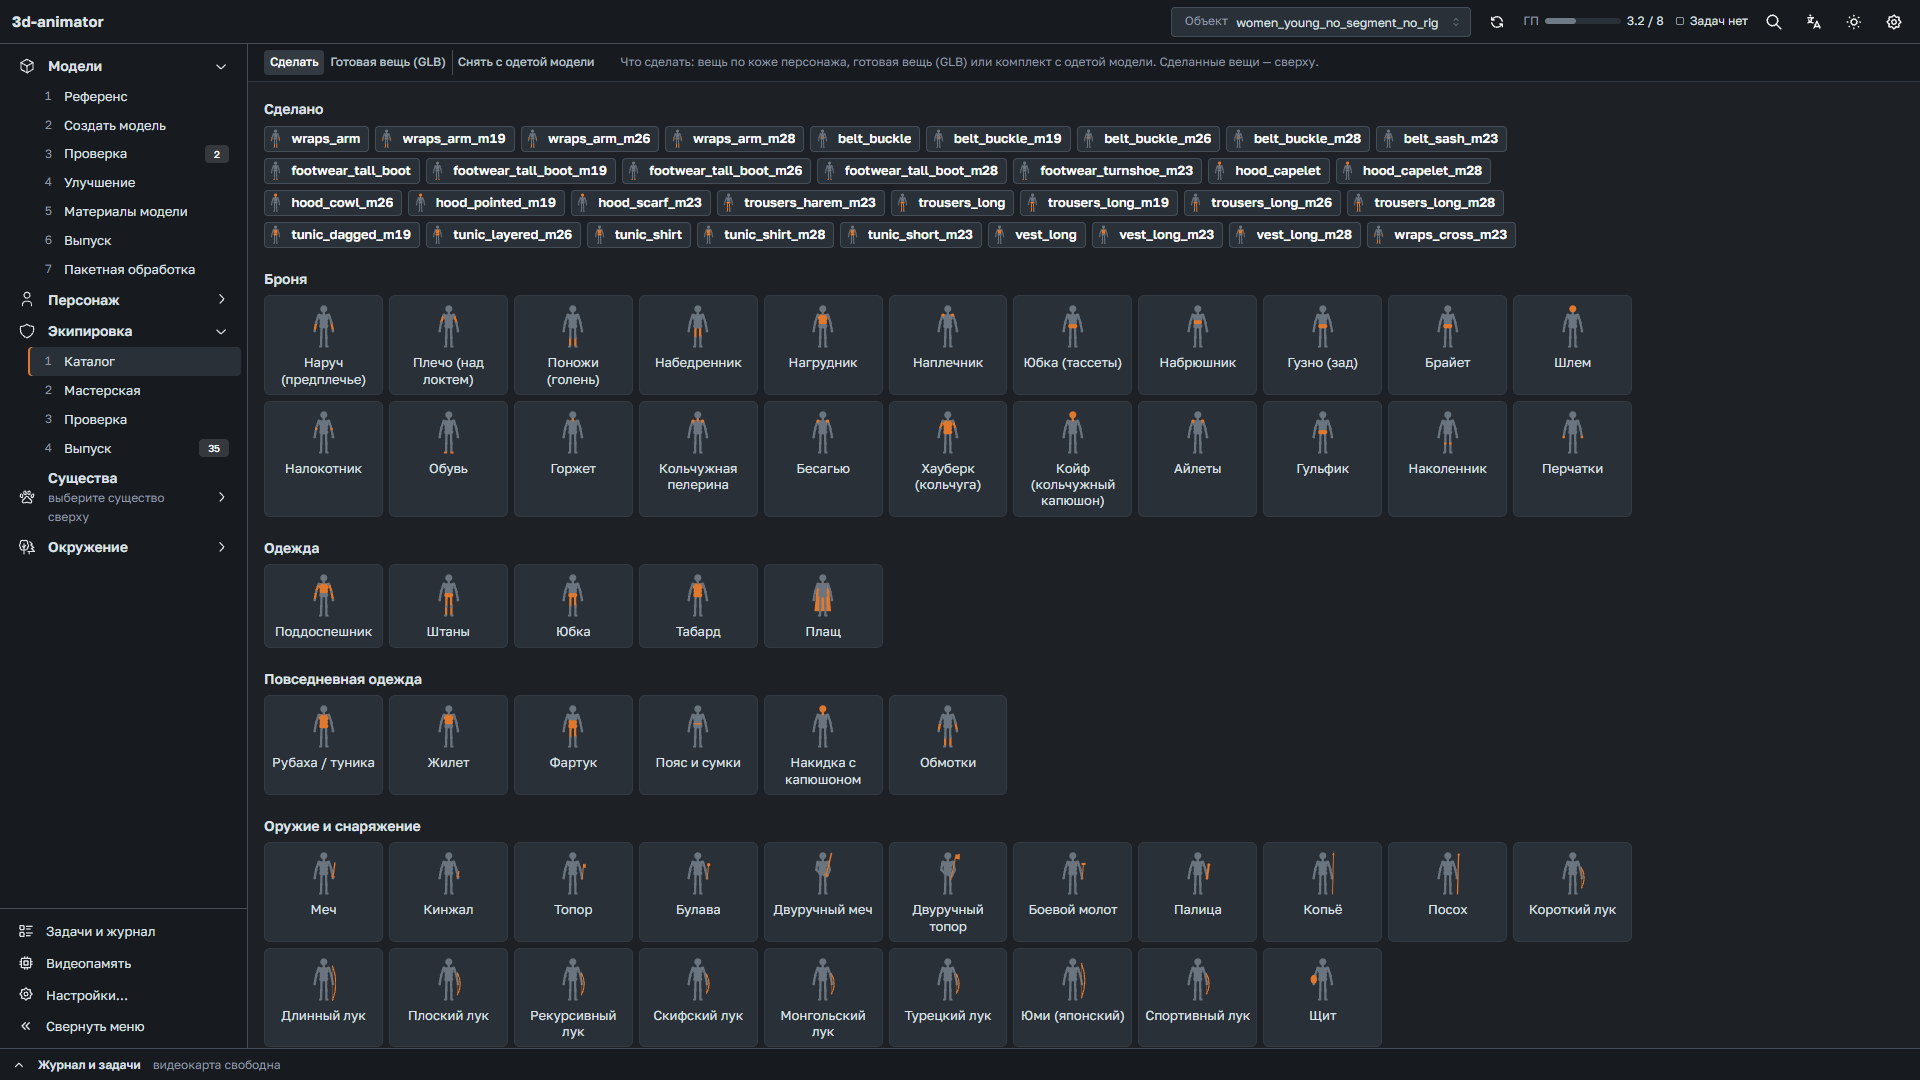 3d-animator
Объект women_young_no_segment_no_rig
ГП 3.2 / 8 Задач нет
Модели
1 Референс
2 Создать модель
3 Проверка 2
4 Улучшение
5 Материалы модели
6 Выпуск
7 Пакетная обработка
Персонаж
Экипировка
1 Каталог
2 Мастерская
3 Проверка
4 Выпуск 35
Существа
выберите существо
сверху
Окружение
Задачи и журнал
Видеопамять
Настройки...
Свернуть меню
Сделать Готовая вещь (GLB) Снять с одетой модели Что сделать: вещь по коже персонажа, готовая вещь (GLB) или комплект с одетой модели. Сделанные вещи — сверху.
Сделано
wraps_arm wraps_arm_m19 wraps_arm_m26 wraps_arm_m28 belt_buckle belt_buckle_m19 belt_buckle_m26 belt_buckle_m28 belt_sash_m23
footwear_tall_boot footwear_tall_boot_m19 footwear_tall_boot_m26 footwear_tall_boot_m28 footwear_turnshoe_m23 hood_capelet hood_capelet_m28
hood_cowl_m26 hood_pointed_m19 hood_scarf_m23 trousers_harem_m23 trousers_long trousers_long_m19 trousers_long_m26 trousers_long_m28
tunic_dagged_m19 tunic_layered_m26 tunic_shirt tunic_shirt_m28 tunic_short_m23 vest_long vest_long_m23 vest_long_m28 wraps_cross_m23
Броня
Наруч (предплечье)
Плечо (над локтем)
Поножи (голень)
Набедренник
Нагрудник
Наплечник
Юбка (тассеты)
Набрюшник
Гузно (зад)
Брайет
Шлем
Налокотник
Обувь
Горжет
Кольчужная пелерина
Бесагью
Хауберк (кольчуга)
Койф (кольчужный капюшон)
Айлеты
Гульфик
Наколенник
Перчатки
Одежда
Поддоспешник
Штаны
Юбка
Табард
Плащ
Повседневная одежда
Рубаха / туника
Жилет
Фартук
Пояс и сумки
Накидка с капюшоном
Обмотки
Оружие и снаряжение
Меч
Кинжал
Топор
Булава
Двуручный меч
Двуручный топор
Боевой молот
Палица
Копьё
Посох
Короткий лук
Длинный лук
Плоский лук
Рекурсивный лук
Скифский лук
Монгольский лук
Турецкий лук
Юми (японский)
Спортивный лук
Щит
Журнал и задачи видеокарта свободна